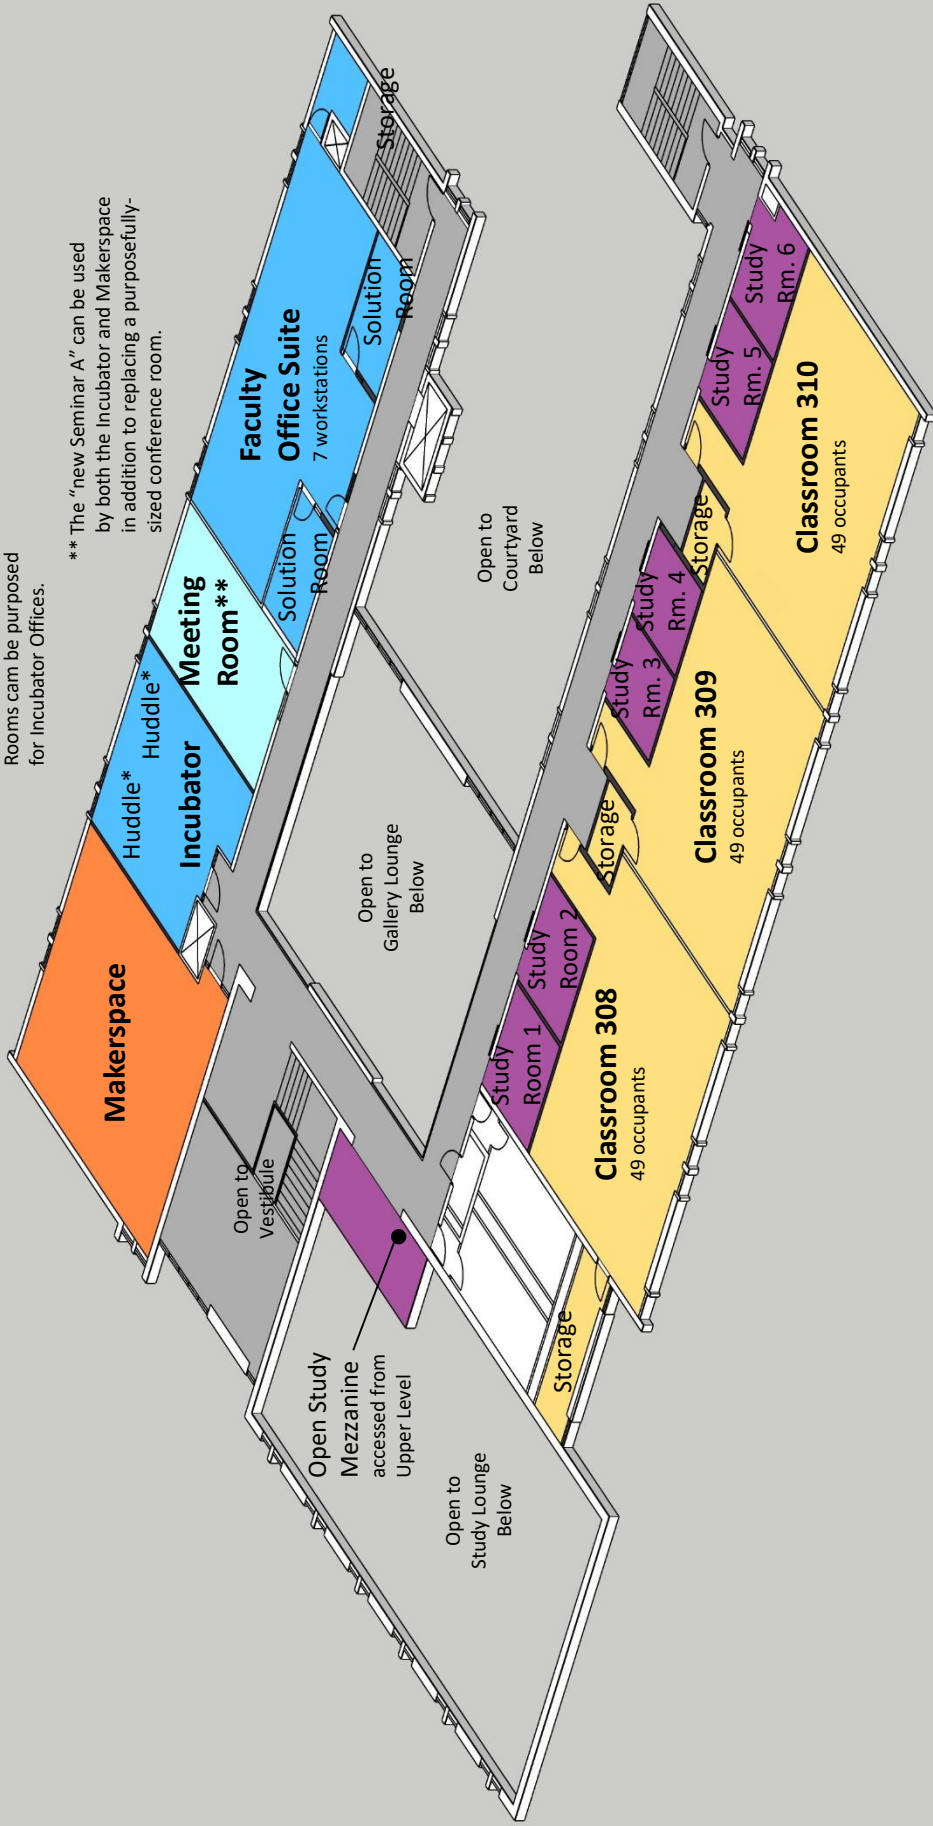 Rooms cam be purposed
for Incubator Offices.
** The “new Seminar A” can be used
by both the Incubator and Makerspace
in addition to replacing a purposefully-
sized conference room.
Storage
Faculty
Office Suite
7 workstations
Solution
Room
Meeting
Room**
Solution
Room
Huddle*
Huddle*
Incubator
Makerspace
Open to
Courtyard
Below
Open to
Gallery Lounge
Below
Open to
Vestibule
Open Study
Mezzanine
accessed from
Upper Level
Open to
Study Lounge
Below
Study
Room 1
Study
Room 2
Study
Rm. 3
Study
Rm. 4
Study
Rm. 5
Study
Rm. 6
Storage
Storage
Storage
Classroom 308
49 occupants
Classroom 309
49 occupants
Classroom 310
49 occupants